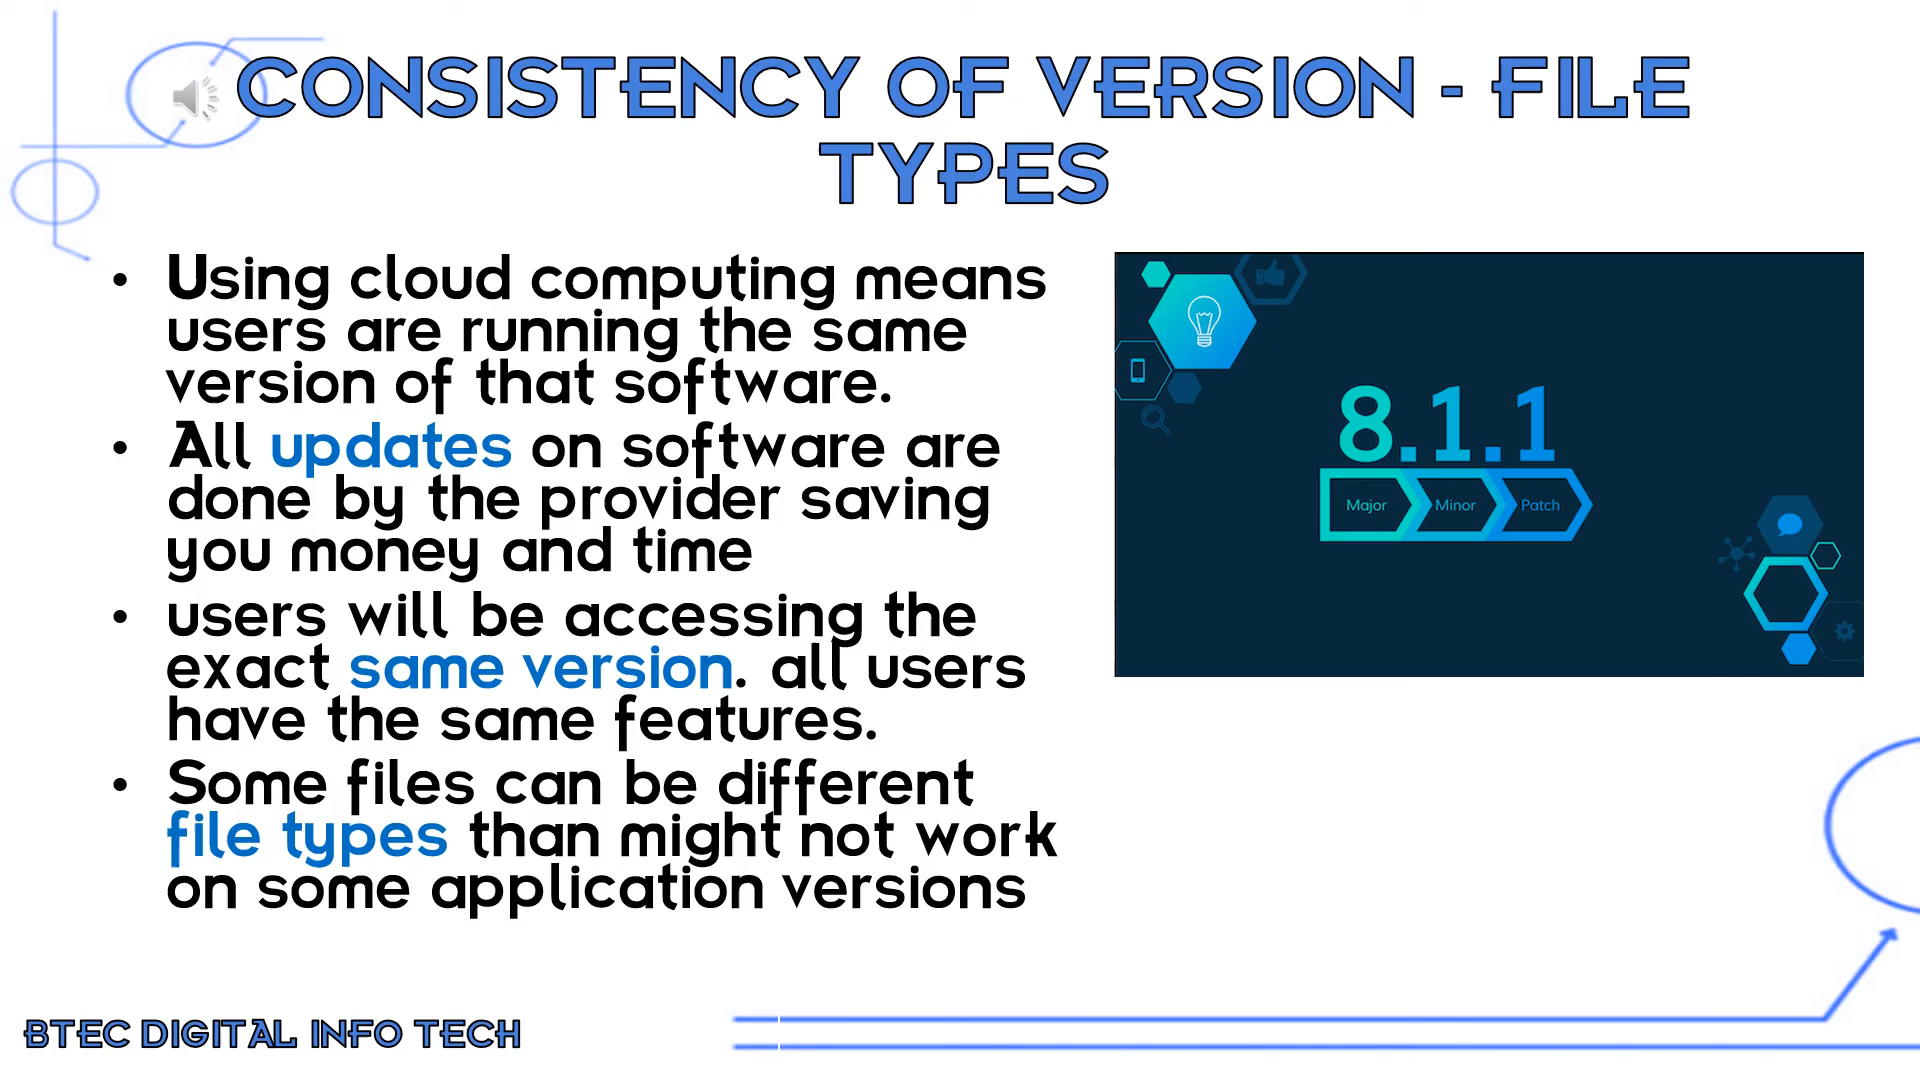 CONSISTENCY OF VERSION - FILE
TYPES
• Using cloud computing means
users are running the same
version of that software.
• All updates on software are
done by the provider saving
you money and time
• users will be accessing the
exact same version. all users
have the same features.
• Some files can be different
file types than might not work
on some application versions
8.1.1
Major Minor Patch
BTEC DIGITAL INFO TECH